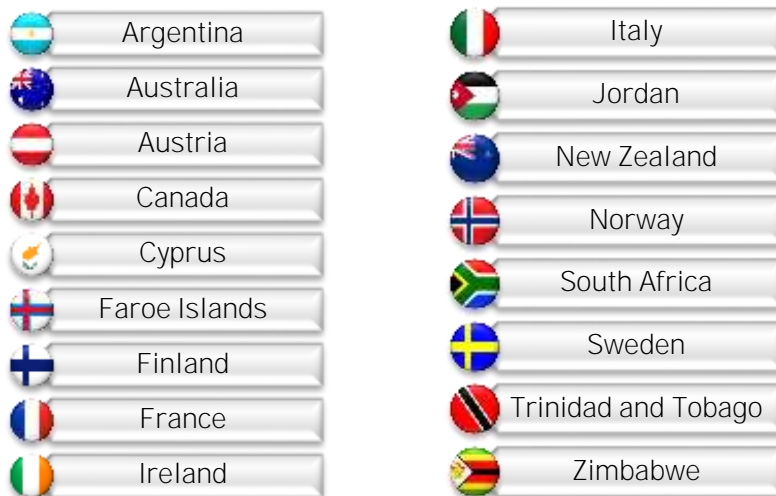 Argentina
Australia
Austria
Canada
Cyprus
Faroe Islands
Finland
France
Ireland
Italy
Jordan
New Zealand
Norway
South Africa
Sweden
Trinidad and Tobago
Zimbabwe